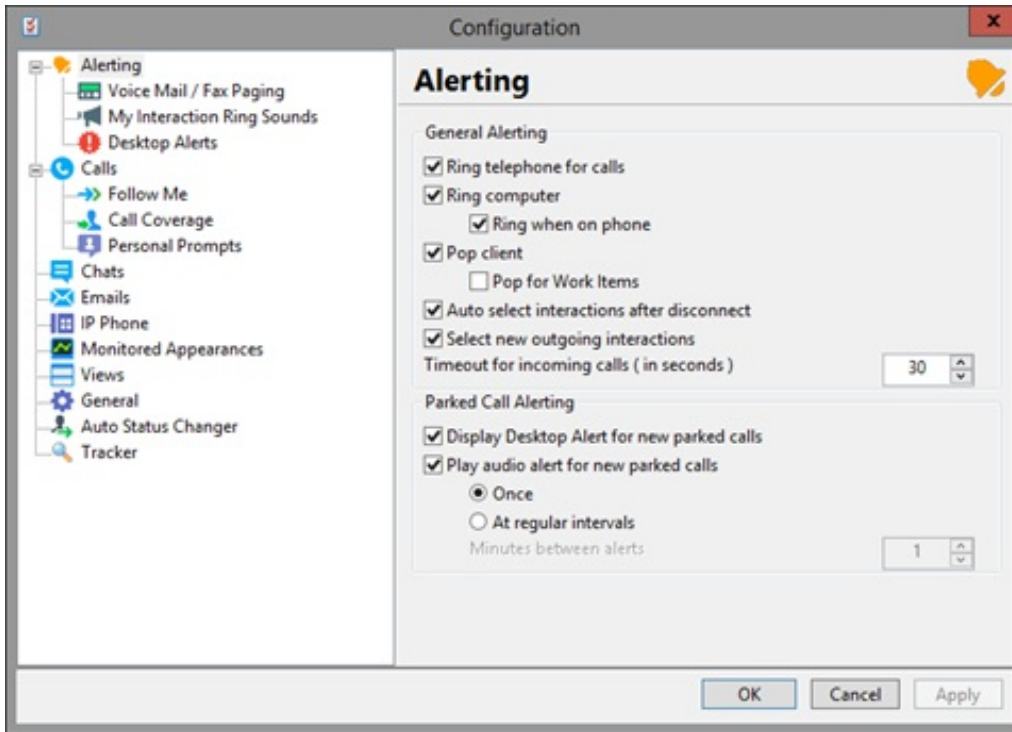 Configuration
x
Alerting
Voice Mail / Fax Paging
My Interaction Ring Sounds
Desktop Alerts
Calls
Follow Me
Call Coverage
Personal Prompts
Chats
Emails
IP Phone
Monitored Appearances
Views
General
Auto Status Changer
Tracker
Alerting
General Alerting
Ring telephone for calls
Ring computer
Ring when on phone
Pop client
Pop for Work Items
Auto select interactions after disconnect
Select new outgoing interactions
Timeout for incoming calls ( in seconds ) 30
Parked Call Alerting
Display Desktop Alert for new parked calls
Play audio alert for new parked calls
Once
At regular intervals
Minutes between alerts 1
OK Cancel Apply